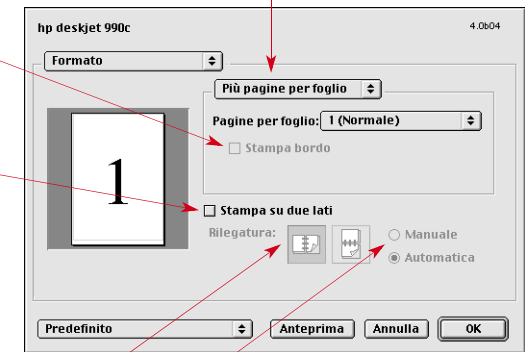 hp deskjet 990c
4.0b04
Formato
Più pagine per foglio
Pagine per foglio: 1 (Normale)
Stampa bordo
1
Stampa su due lati
Rilegatura:
Manuale
Automatica
Predefinito
Anteprima
Annulla
OK